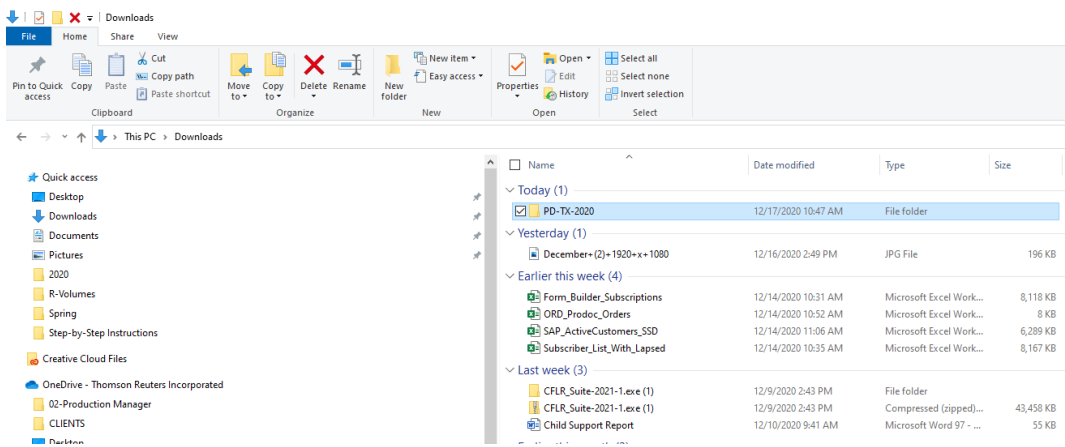 Downloads
File Home Share View
Pin to Quick access
Copy
Paste
Cut
Copy path
Paste shortcut
Clipboard
Move to
Copy to
Delete
Rename
Organize
New folder
New item
Easy access
New
Properties
Open
Edit
History
Open
Select all
Select none
Invert selection
Select
This PC > Downloads
Quick access
Desktop
Downloads
Documents
Pictures
2020
R-Volumes
Spring
Step-by-Step Instructions
Creative Cloud Files
OneDrive - Thomson Reuters Incorporated
02-Production Manager
CLIENTS
Desktop
Name Date modified Type Size
Today (1)
PD-TX-2020 12/17/2020 10:47 AM File folder
Yesterday (1)
December+(2)+1920+x+1080 12/16/2020 2:49 PM JPG File 196 KB
Earlier this week (4)
Form_Builder_Subscriptions 12/14/2020 10:31 AM Microsoft Excel Work... 8,118 KB
ORD_Prodoc_Orders 12/14/2020 10:52 AM Microsoft Excel Work... 8 KB
SAP_ActiveCustomers_SSD 12/14/2020 11:06 AM Microsoft Excel Work... 6,289 KB
Subscriber_List_With_Lapsed 12/14/2020 10:35 AM Microsoft Excel Work... 8,167 KB
Last week (3)
CFLR_Suite-2021-1.exe (1) 12/9/2020 2:43 PM File folder
CFLR_Suite-2021-1.exe (1) 12/9/2020 2:43 PM Compressed (zipped)... 43,458 KB
Child Support Report 12/10/2020 9:41 AM Microsoft Word 97 - ... 55 KB